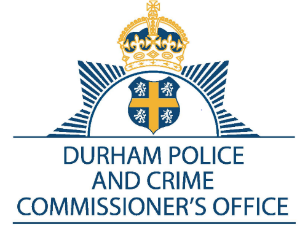 DURHAM POLICE
AND CRIME
COMMISSIONER'S OFFICE